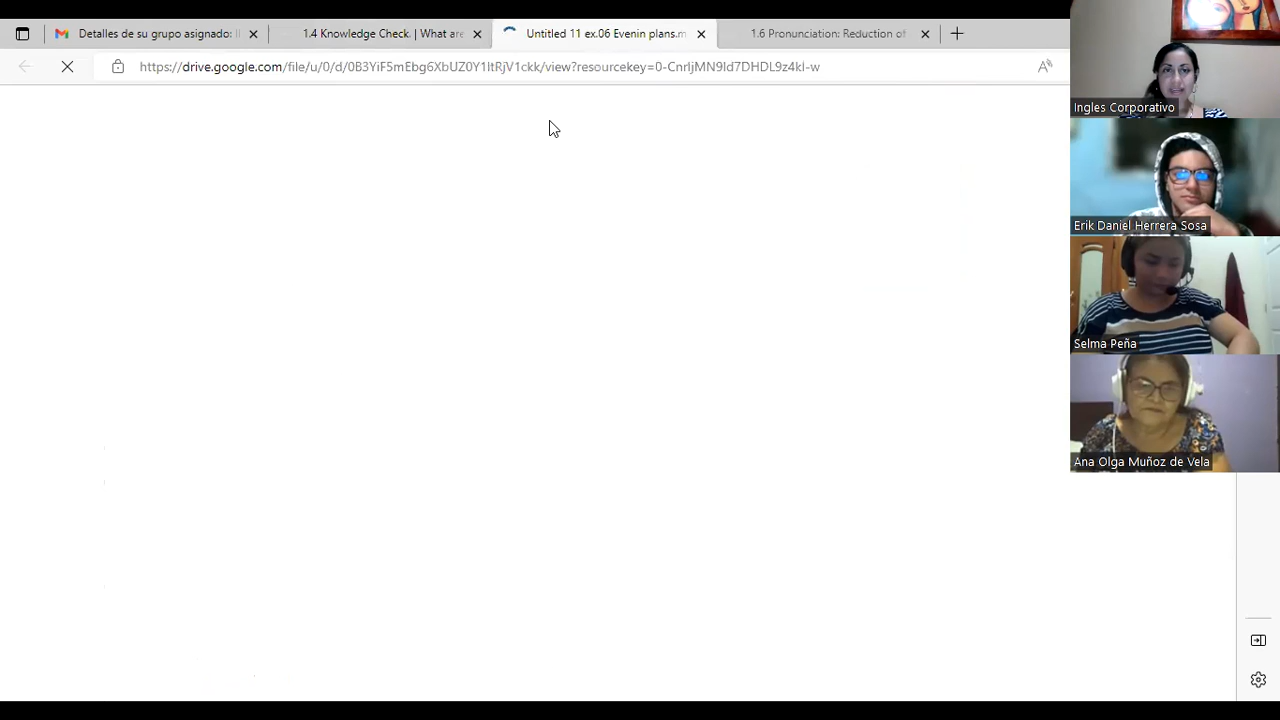 Detalles de su grupo asignado: II
1.4 Knowledge Check. | What are
Untitled 11 ex.06 Evenin plans.m
1.6 Pronunciation: Reduction of
https://drive.google.com/file/u/0/d/0B3YiF5mEbg6XbUZ0Y1ltRjV1ckk/view?resourcekey=0-CnrljMN9ld7DHDL9z4kl-w
Ingles Corporativo
Erik Daniel Herrera Sosa
Selma Peña
Ana Olga Muñoz de Vela